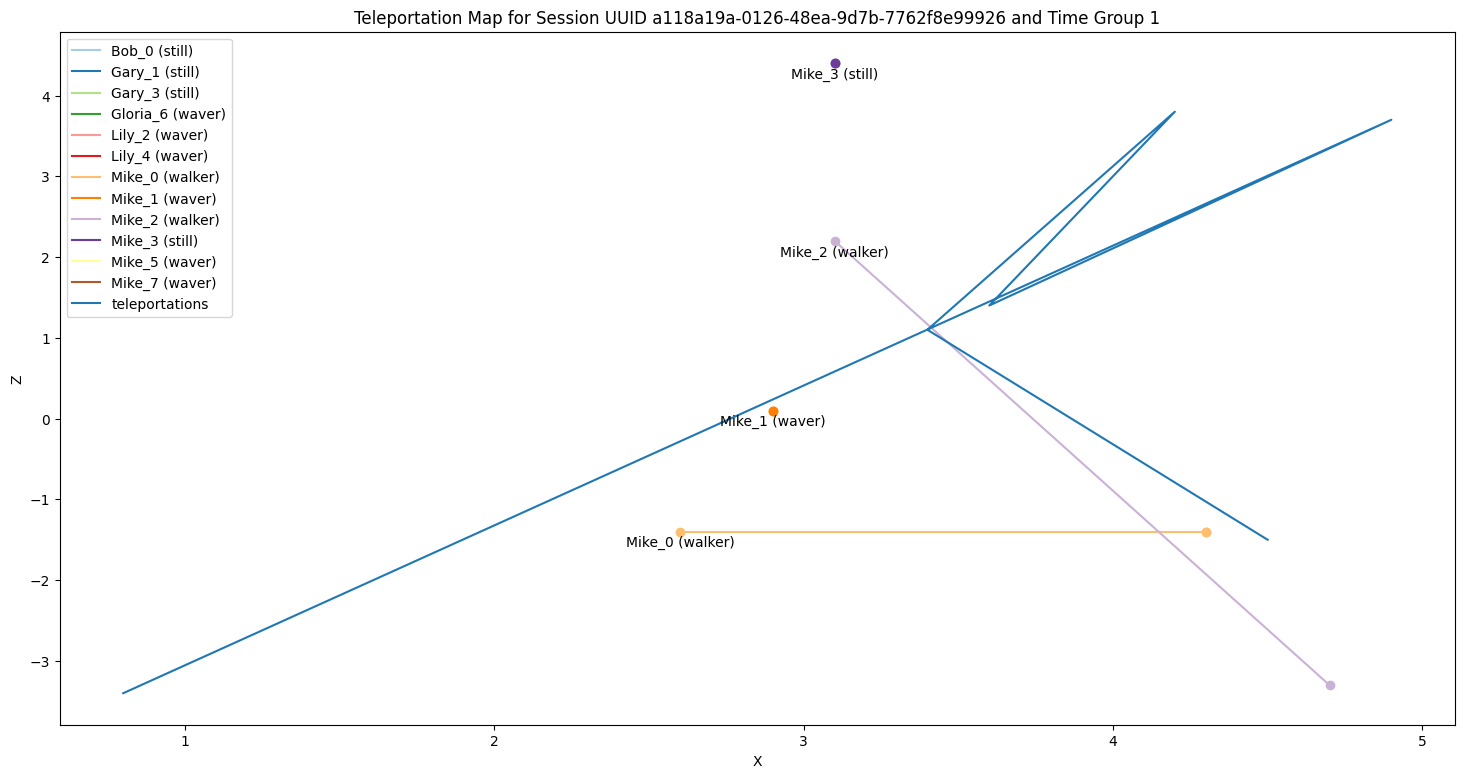 Teleportation Map for Session UUID a118a19a-0126-48ea-9d7b-7762f8e99926 and Time Group 1
Bob_0 (still)
Gary_1 (still)
Gary_3 (still)
Gloria_6 (waver)
Lily_2 (waver)
Lily_4 (waver)
Mike_0 (walker)
Mike_1 (waver)
Mike_2 (walker)
Mike_3 (still)
Mike_5 (waver)
Mike_7 (waver)
teleportations
Mike_3 (still)
Mike_2 (walker)
Mike_1 (waver)
Mike_0 (walker)
Z
4
3
2
1
0
−1
−2
−3
1
2
3
4
5
X